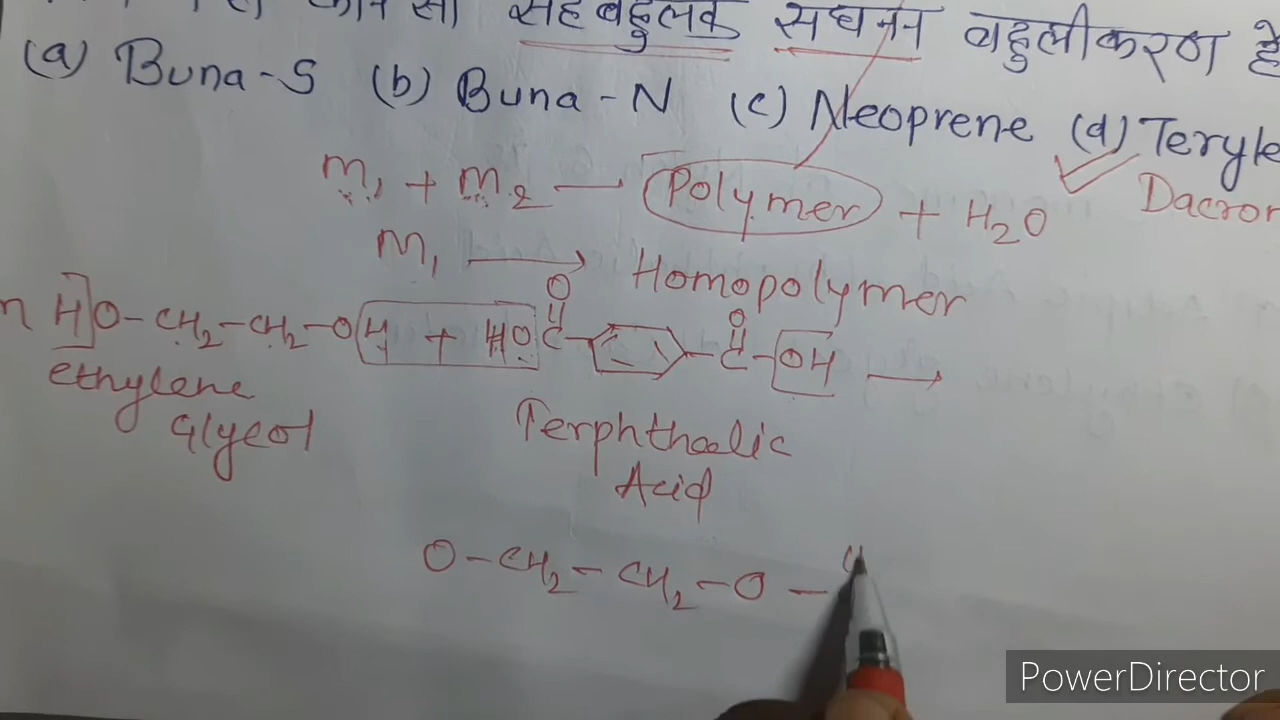 सा सहबहुलक संघनन बहुलीकरण है
(a) Buna-S (b) Buna-N (c) Neoprene (d) Teryle
M1 + M2 → Polymer + H2O
Dacron
M1 → Homopolymer
n HO-CH2-CH2-OH + HO C - C - OH →
O O
ethylene
Glycol
Terphthalic
Acid
O-CH2-CH2-O-
PowerDirector